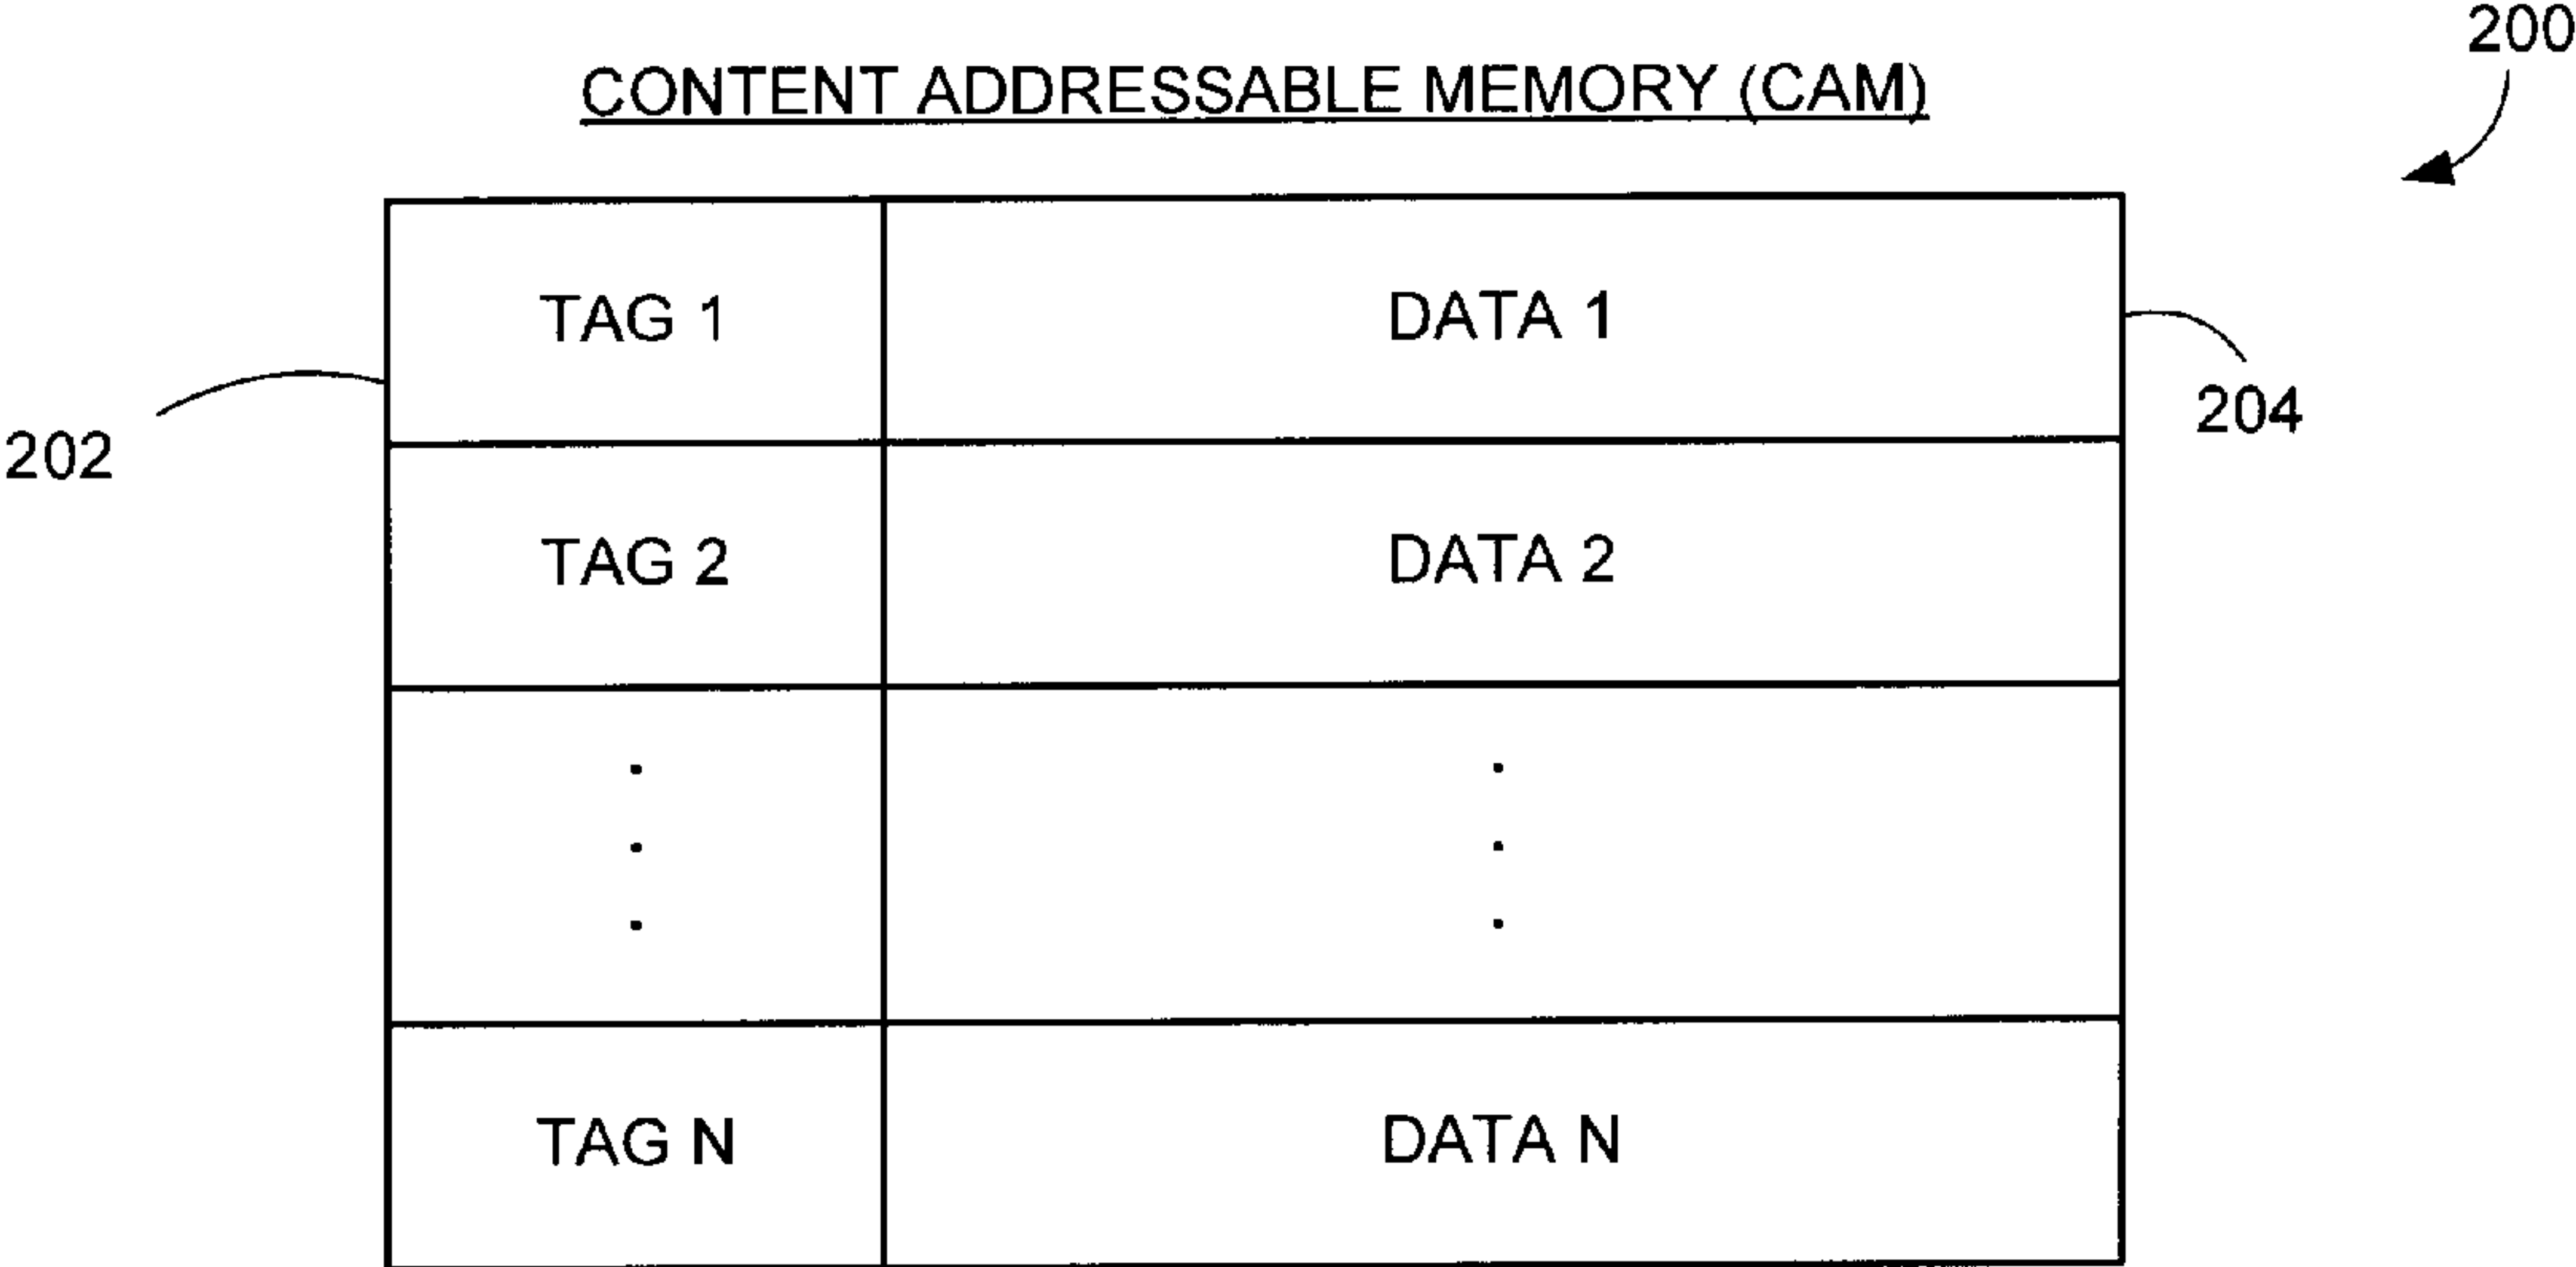 200
CONTENT ADDRESSABLE MEMORY (CAM)
TAG 1 DATA 1
204
202
TAG 2 DATA 2
. .
. .
. .
TAG N DATA N